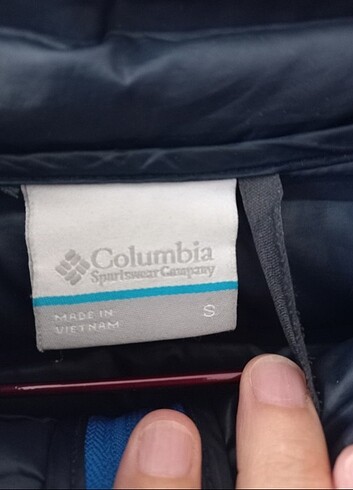 Columbia
Sportswear Company
MADE IN
VIETNAM
S